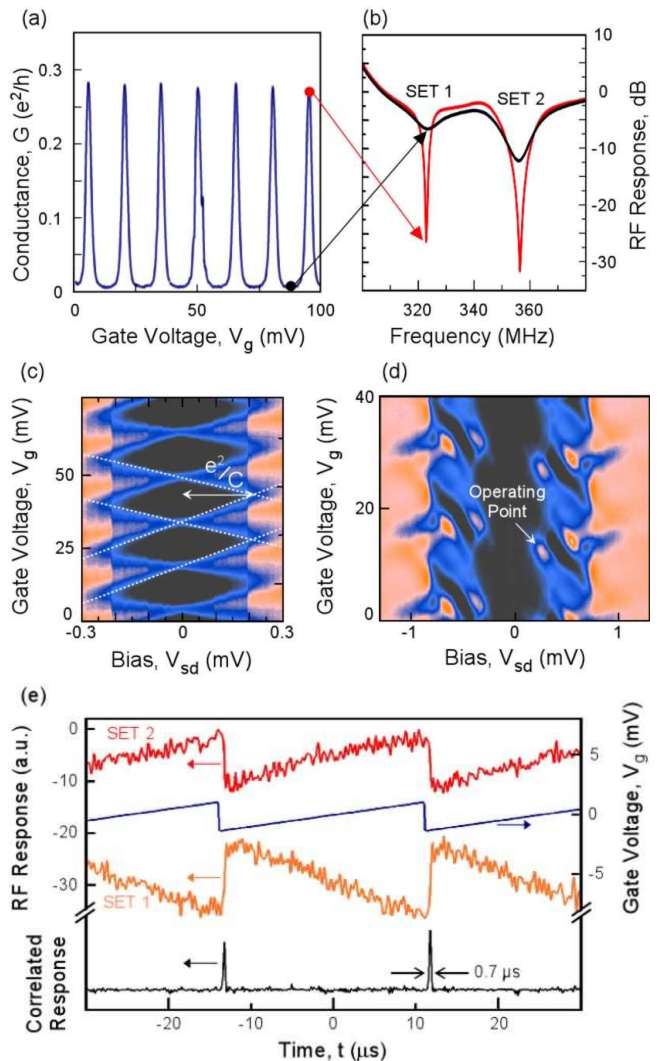 (a)
(b)
Conductance, G (e²/h)
0.3
0.2
0.1
0
0
50
100
Gate Voltage, Vg (mV)
SET 1
SET 2
10
0
-10
-20
-30
RF Response, dB
320
340
360
Frequency (MHz)
(c)
(d)
Gate Voltage, Vg (mV)
50
25
0
e²/C
-0.3
0
0.3
Bias, Vsd (mV)
Gate Voltage, Vg (mV)
40
20
0
Operating
Point
-1
0
1
Bias, Vsd (mV)
(e)
RF Response (a.u.)
0
-10
-20
-30
SET 2
SET 1
5
0
-5
Gate Voltage, Vg (mV)
Correlated
Response
0.7 µs
-20
-10
0
10
20
Time, t (µs)